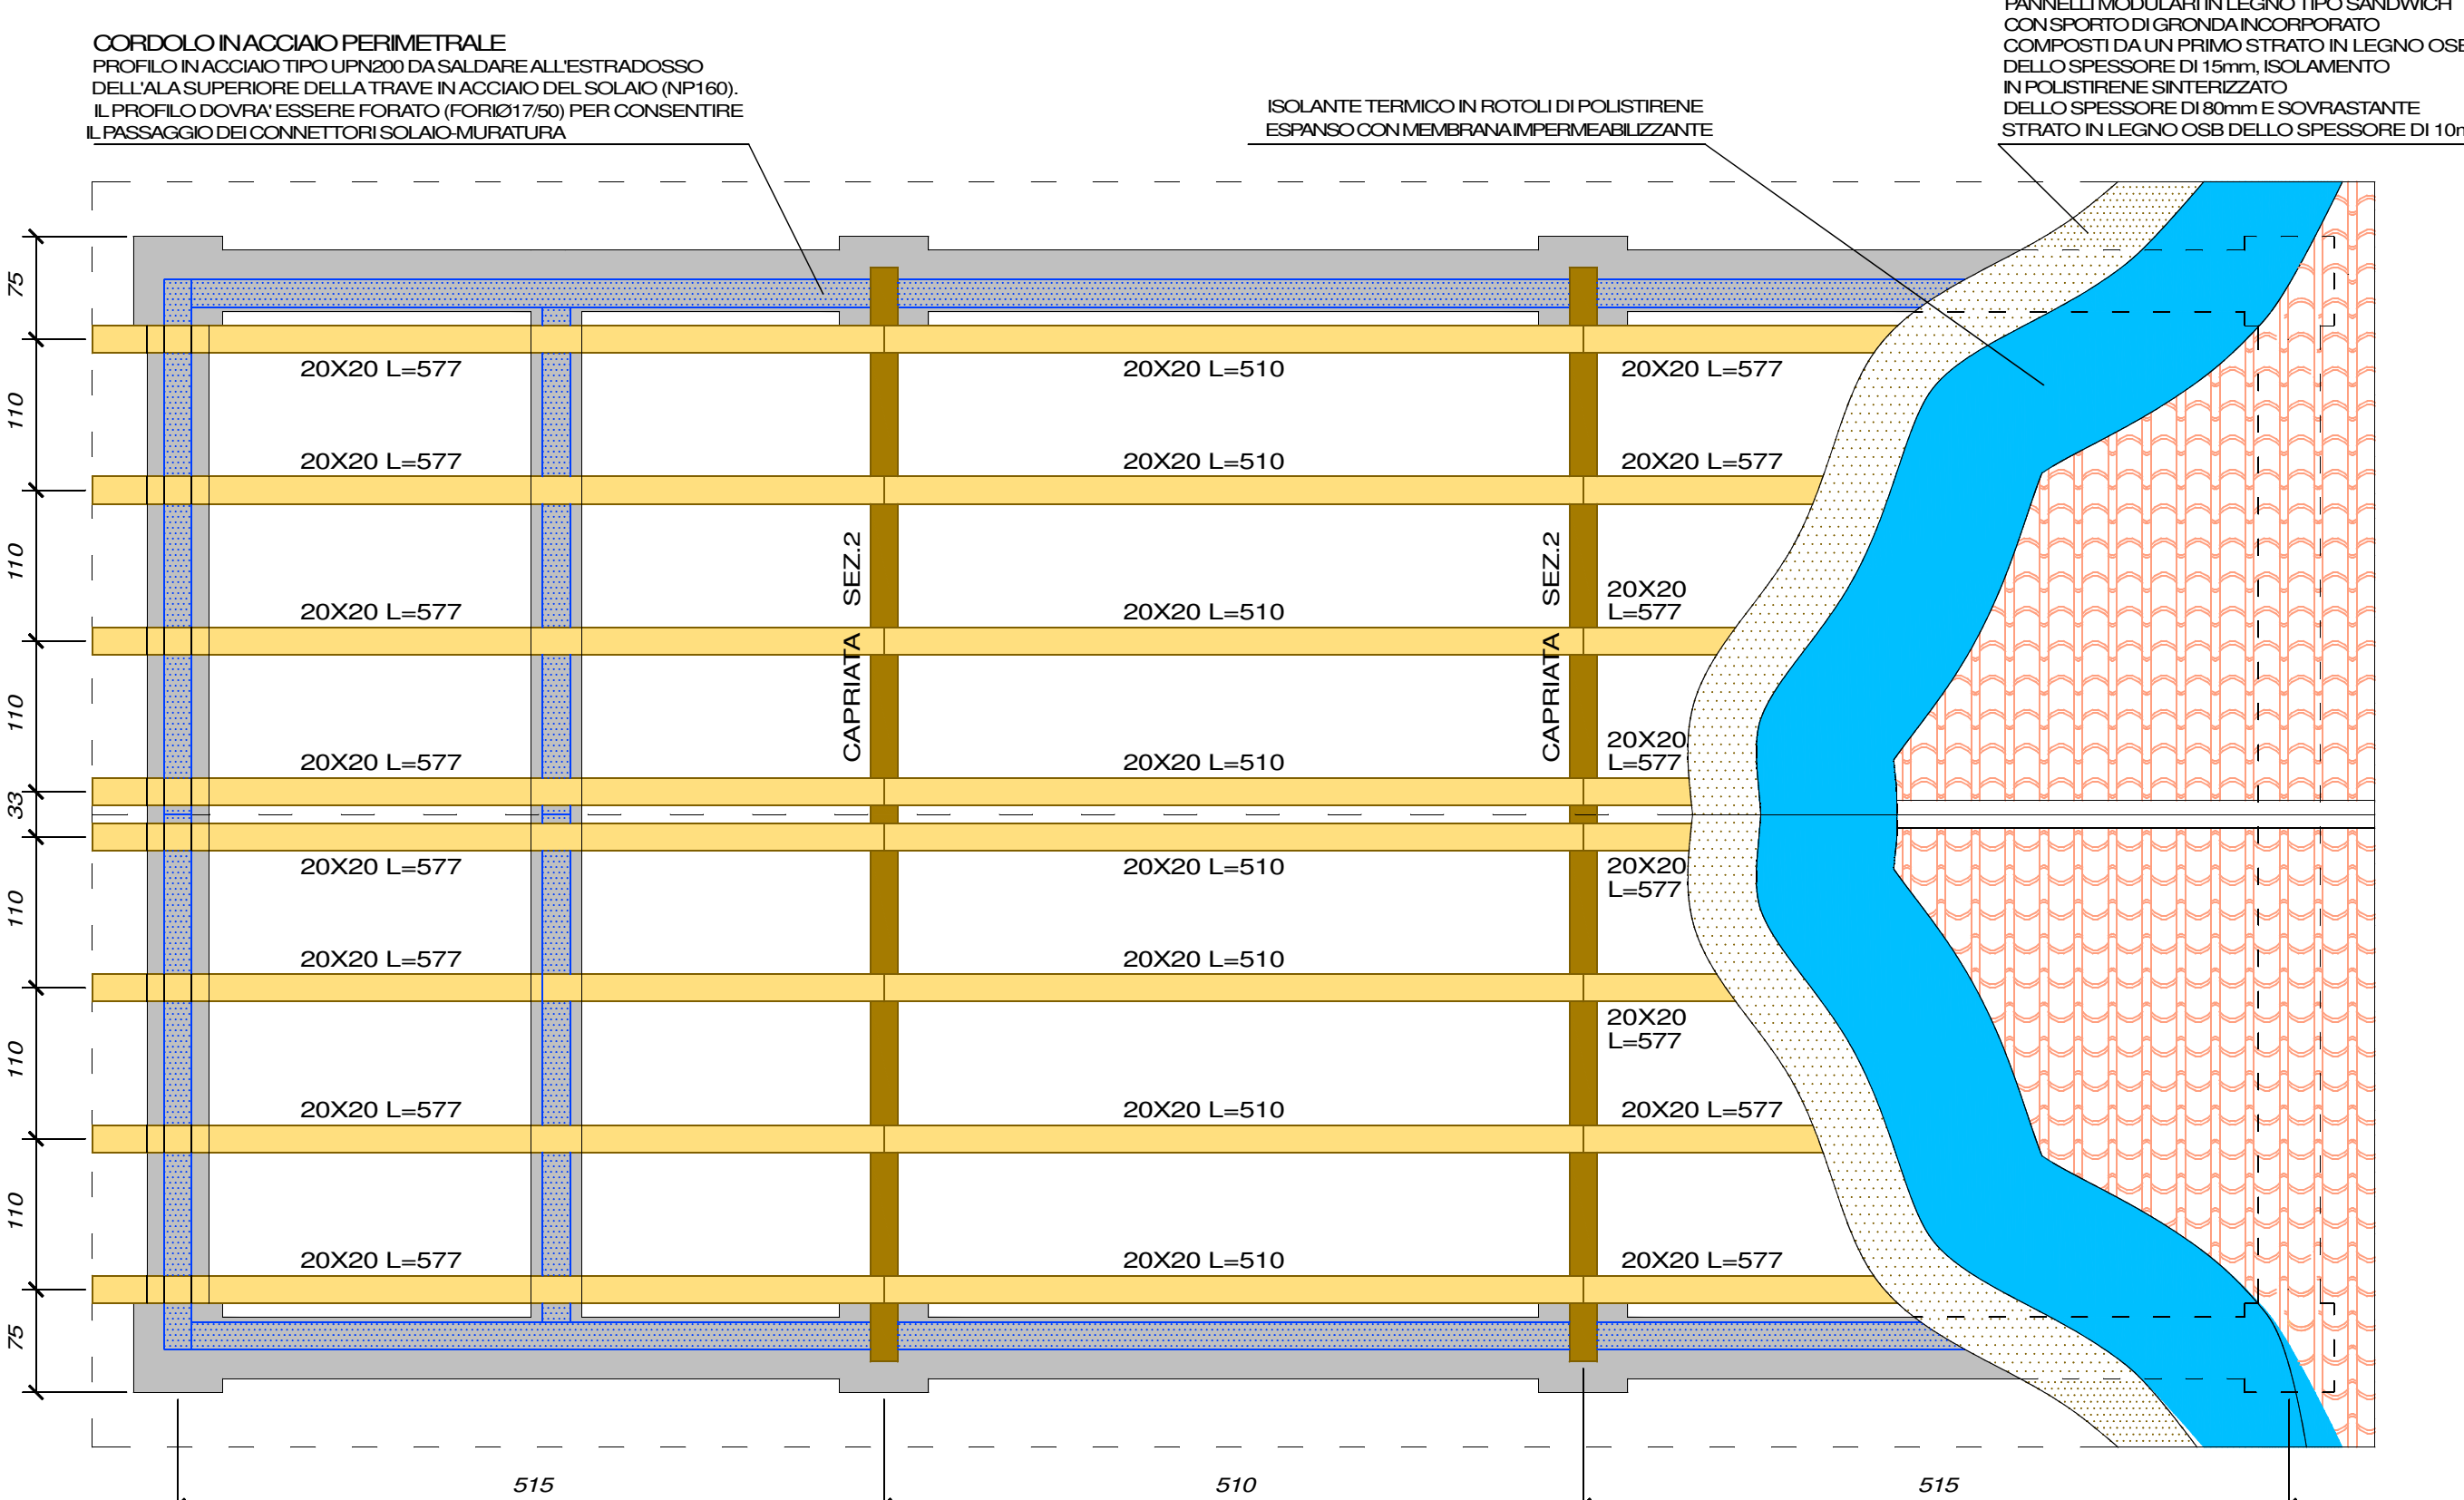 CORDOLO IN ACCIAIO PERIMETRALE
PROFILO IN ACCIAIO TIPO UPN200 DA SALDARE ALL'ESTRADOSSO
DELL'ALA SUPERIORE DELLA TRAVE IN ACCIAIO DEL SOLAIO (NP160).
IL PROFILO DOVRA' ESSERE FORATO (FORIØ17/50) PER CONSENTIRE
IL PASSAGGIO DEI CONNETTORI SOLAIO-MURATURA
ISOLANTE TERMICO IN ROTOLI DI POLISTIRENE
ESPANSO CON MEMBRANA IMPERMEABILIZZANTE
PANNELLI MODULARI IN LEGNO TIPO SANDWICH
CON SPORTO DI GRONDA INCORPORATO
COMPOSTI DA UN PRIMO STRATO IN LEGNO OSB
DELLO SPESSORE DI 15mm, ISOLAMENTO
IN POLISTIRENE SINTERIZZATO
DELLO SPESSORE DI 80mm E SOVRASTANTE
STRATO IN LEGNO OSB DELLO SPESSORE DI 10m
75
110
110
110
33
110
110
110
75
20X20 L=577
20X20 L=510
20X20 L=577
20X20 L=577
20X20 L=510
20X20 L=577
CAPRIATA SEZ.2
CAPRIATA SEZ.2
20X20 L=577
20X20 L=510
20X20
L=577
20X20 L=577
20X20 L=510
20X20
L=577
20X20 L=577
20X20 L=510
20X20
L=577
20X20 L=577
20X20 L=510
20X20
L=577
20X20 L=577
20X20 L=510
20X20 L=577
20X20 L=577
20X20 L=510
20X20 L=577
515
510
515